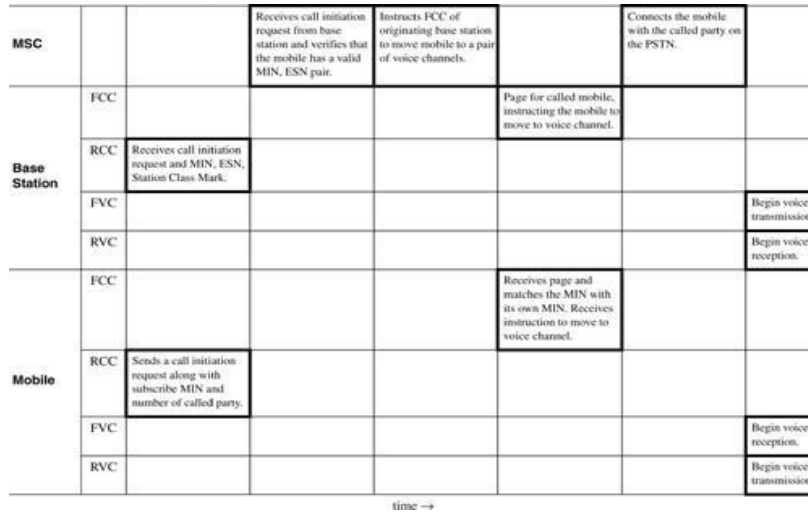 MSC
Receives call initiation
request from base
station and verifies that
the mobile has a valid
MIN, ESN pair.
Instructs FCC of
originating base station
to move mobile to a pair
of voice channels.
Connects the mobile
with the called party on
the PSTN.
Base
Station
FCC
Page for called mobile,
instructing the mobile to
move to voice channel.
RCC
Receives call initiation
request and MIN, ESN,
Station Class Mark.
FVC
Begin voice
transmission
RVC
Begin voice
reception.
Mobile
FCC
Receives page and
matches the MIN with
its own MIN. Receives
instruction to move to
voice channel.
RCC
Sends a call initiation
request along with
subscribe MIN and
number of called party.
FVC
Begin voice
reception.
RVC
Begin voice
transmission
time →